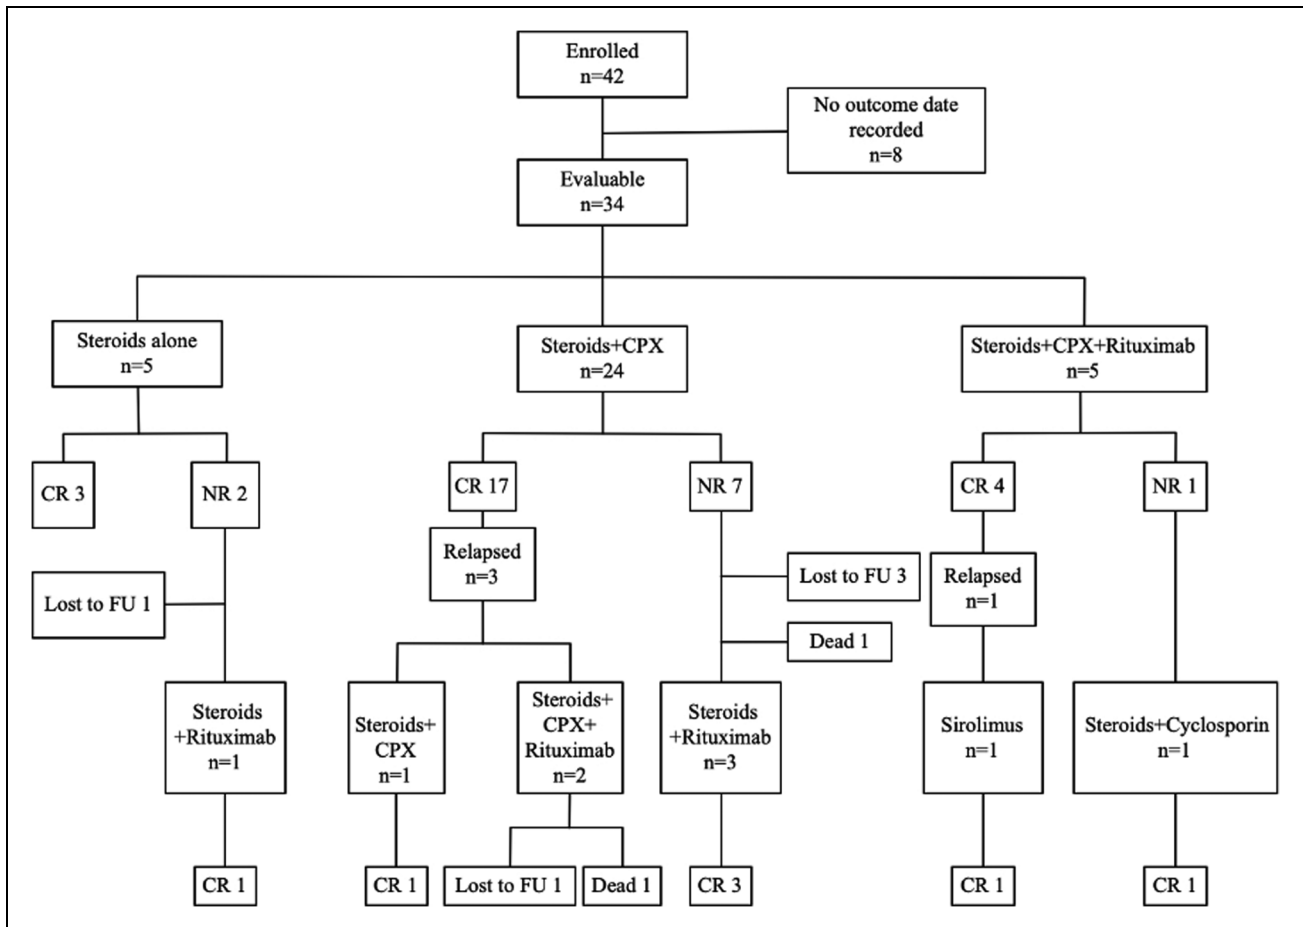 Enrolled
n=42
No outcome date
recorded
n=8
Evaluable
n=34
Steroids alone
n=5
Steroids+CPX
n=24
Steroids+CPX+Rituximab
n=5
CR 3
NR 2
CR 17
NR 7
CR 4
NR 1
Relapsed
n=3
Lost to FU 3
Relapsed
n=1
Lost to FU 1
Dead 1
Steroids
+Rituximab
n=1
Steroids+
CPX
n=1
Steroids+
CPX+
Rituximab
n=2
Steroids
+Rituximab
n=3
Sirolimus
n=1
Steroids+Cyclosporin
n=1
CR 1
CR 1
Lost to FU 1
Dead 1
CR 3
CR 1
CR 1